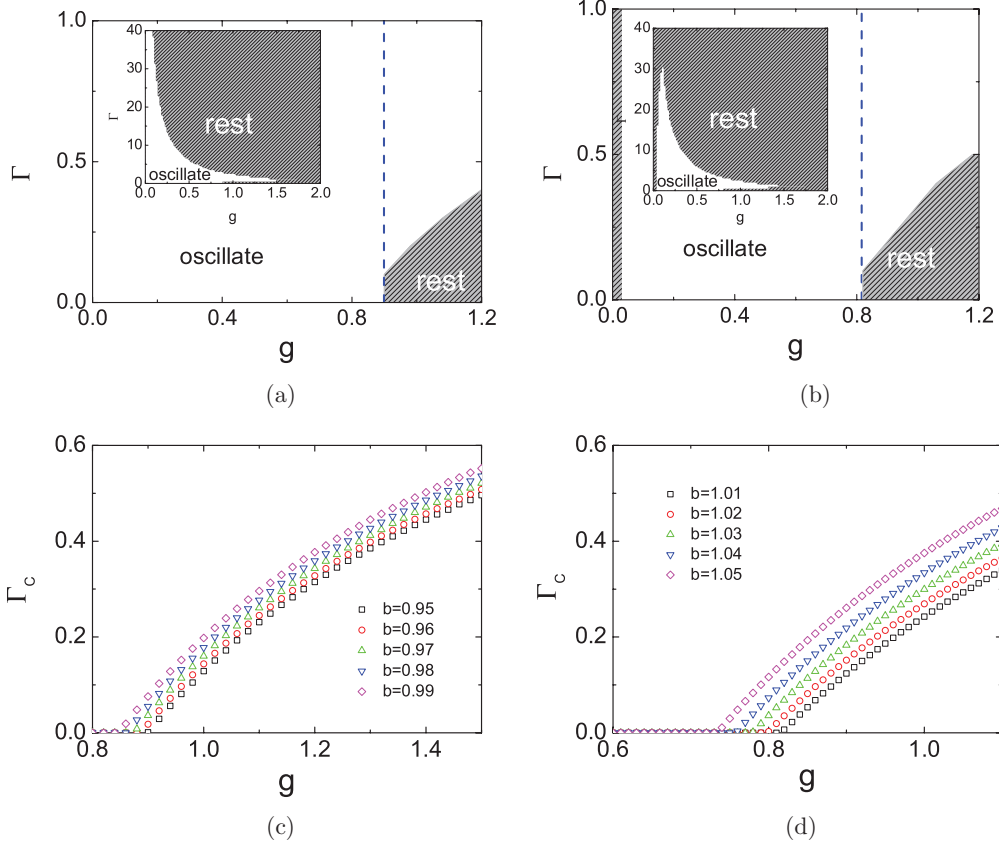 1.0
0.5
0.0
Γ
0.0
0.4
0.8
1.2
g
40
30
20
10
0
Γ
0.0 0.5 1.0 1.5 2.0
g
rest
oscillate
oscillate
rest
(a)
1.0
0.5
0.0
Γ
0.0
0.4
0.8
1.2
g
40
30
20
10
0
0.0 0.5 1.0 1.5 2.0
g
rest
oscillate
oscillate
rest
(b)
0.6
0.4
0.2
0.0
Γc
0.8
1.0
1.2
1.4
g
b=0.95
b=0.96
b=0.97
b=0.98
b=0.99
(c)
0.6
0.4
0.2
0.0
Γc
0.6
0.8
1.0
g
b=1.01
b=1.02
b=1.03
b=1.04
b=1.05
(d)